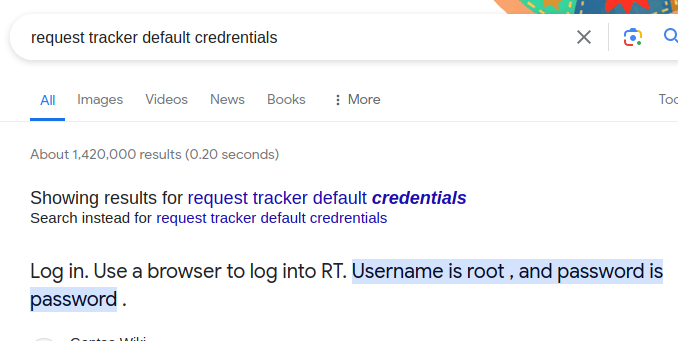 request tracker default credrentials
All Images Videos News Books More
About 1,420,000 results (0.20 seconds)
Showing results for request tracker default credentials
Search instead for request tracker default credrentials
Log in. Use a browser to log into RT. Username is root , and password is
password .